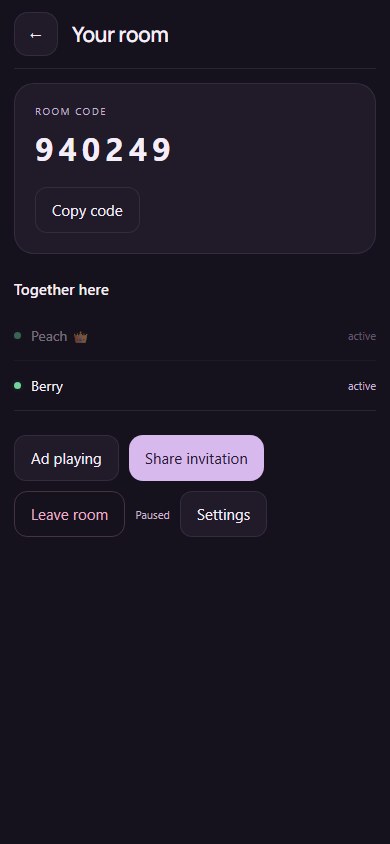 ← Your room
ROOM CODE
940249
Copy code
Together here
Peach 👑 active
Berry active
Ad playing Share invitation
Leave room Paused Settings